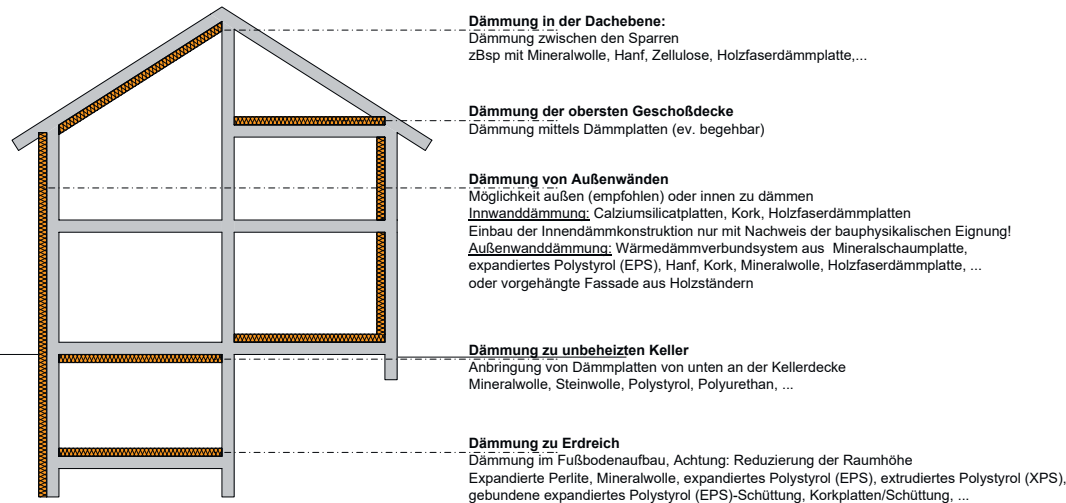 Dämmung in der Dachebene:
Dämmung zwischen den Sparren
zBsp mit Mineralwolle, Hanf, Zellulose, Holzfaserdämmplatte,...
Dämmung der obersten Geschoßdecke
Dämmung mittels Dämmplatten (ev. begehbar)
Dämmung von Außenwänden
Möglichkeit außen (empfohlen) oder innen zu dämmen
Innwanddämmung: Calziumsilicatplatten, Kork, Holzfaserdämmplatten
Einbau der Innendämmkonstruktion nur mit Nachweis der bauphysikalischen Eignung!
Außenwanddämmung: Wärmedämmverbundsystem aus Mineralschaumplatte,
expandiertes Polystyrol (EPS), Hanf, Kork, Mineralwolle, Holzfaserdämmplatte, ...
oder vorgehängte Fassade aus Holzständern
Dämmung zu unbeheizten Keller
Anbringung von Dämmplatten von unten an der Kellerdecke
Mineralwolle, Steinwolle, Polystyrol, Polyurethan, ...
Dämmung zu Erdreich
Dämmung im Fußbodenaufbau, Achtung: Reduzierung der Raumhöhe
Expandierte Perlite, Mineralwolle, expandiertes Polystyrol (EPS), extrudiertes Polystyrol (XPS),
gebundene expandiertes Polystyrol (EPS)-Schüttung, Korkplatten/Schüttung, ...